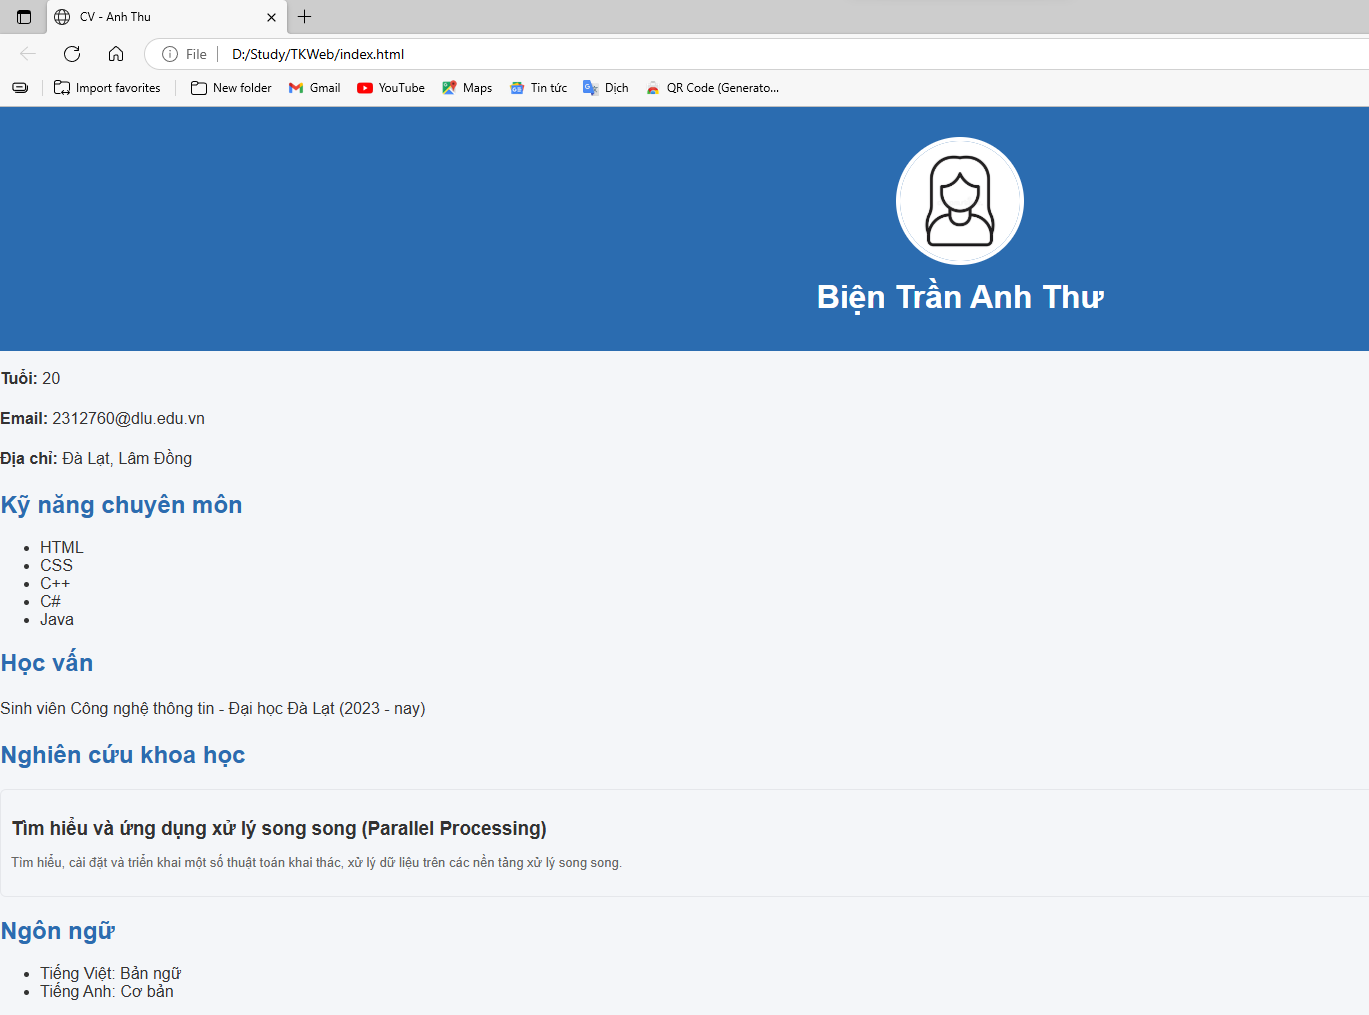 CV - Anh Thu
File
D:/Study/TKWeb/index.html
Import favorites
New folder
Gmail
YouTube
Maps
Tin tức
Dịch
QR Code (Generato...
Biện Trần Anh Thư
Tuổi: 20
Email: 2312760@dlu.edu.vn
Địa chỉ: Đà Lạt, Lâm Đồng
Kỹ năng chuyên môn
HTML
CSS
C++
C#
Java
Học vấn
Sinh viên Công nghệ thông tin - Đại học Đà Lạt (2023 - nay)
Nghiên cứu khoa học
Tìm hiểu và ứng dụng xử lý song song (Parallel Processing)
Tìm hiểu, cài đặt và triển khai một số thuật toán khai thác, xử lý dữ liệu trên các nền tảng xử lý song song.
Ngôn ngữ
Tiếng Việt: Bản ngữ
Tiếng Anh: Cơ bản